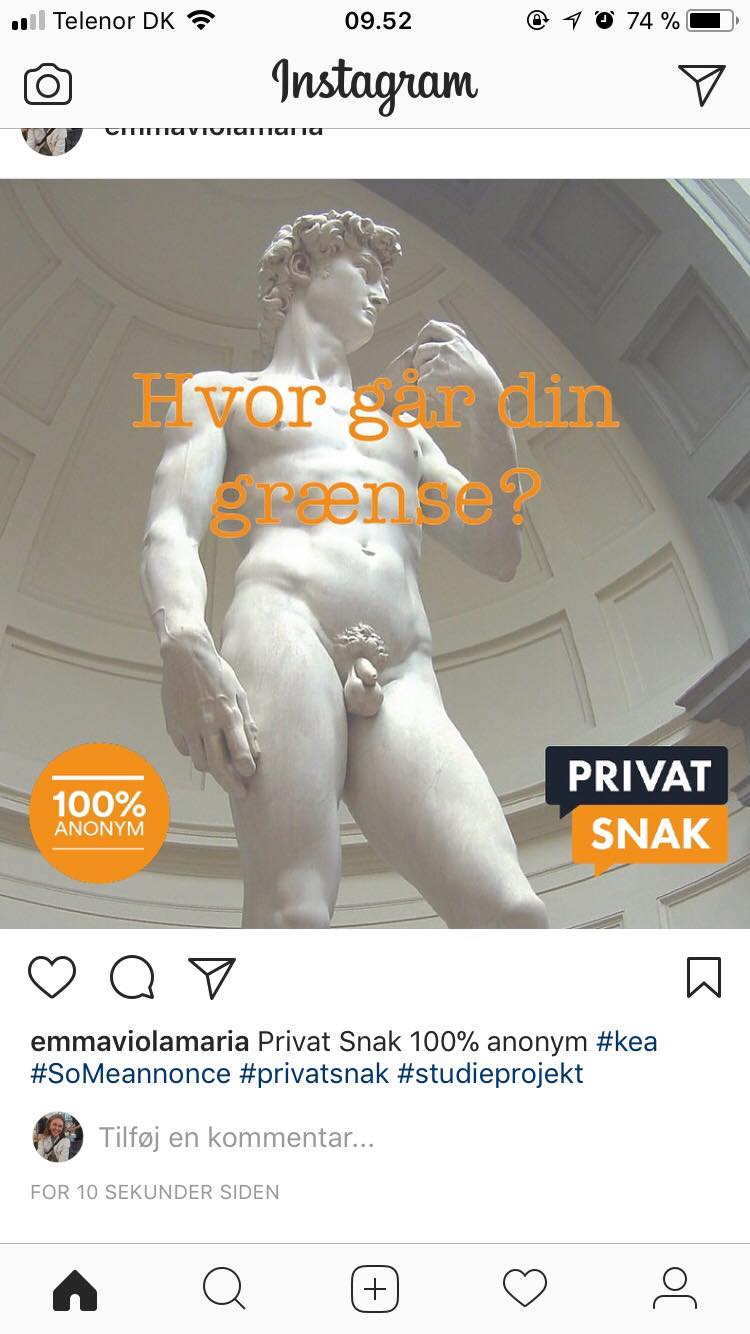 Telenor DK 09.52 74 %
Instagram
emmaviolamaria
Hvor går din
grænse?
100%
ANONYM
PRIVAT
SNAK
emmaviolamaria Privat Snak 100% anonym #kea
#SoMeannonce #privatsnak #studieprojekt
Tilføj en kommentar...
FOR 10 SEKUNDER SIDEN